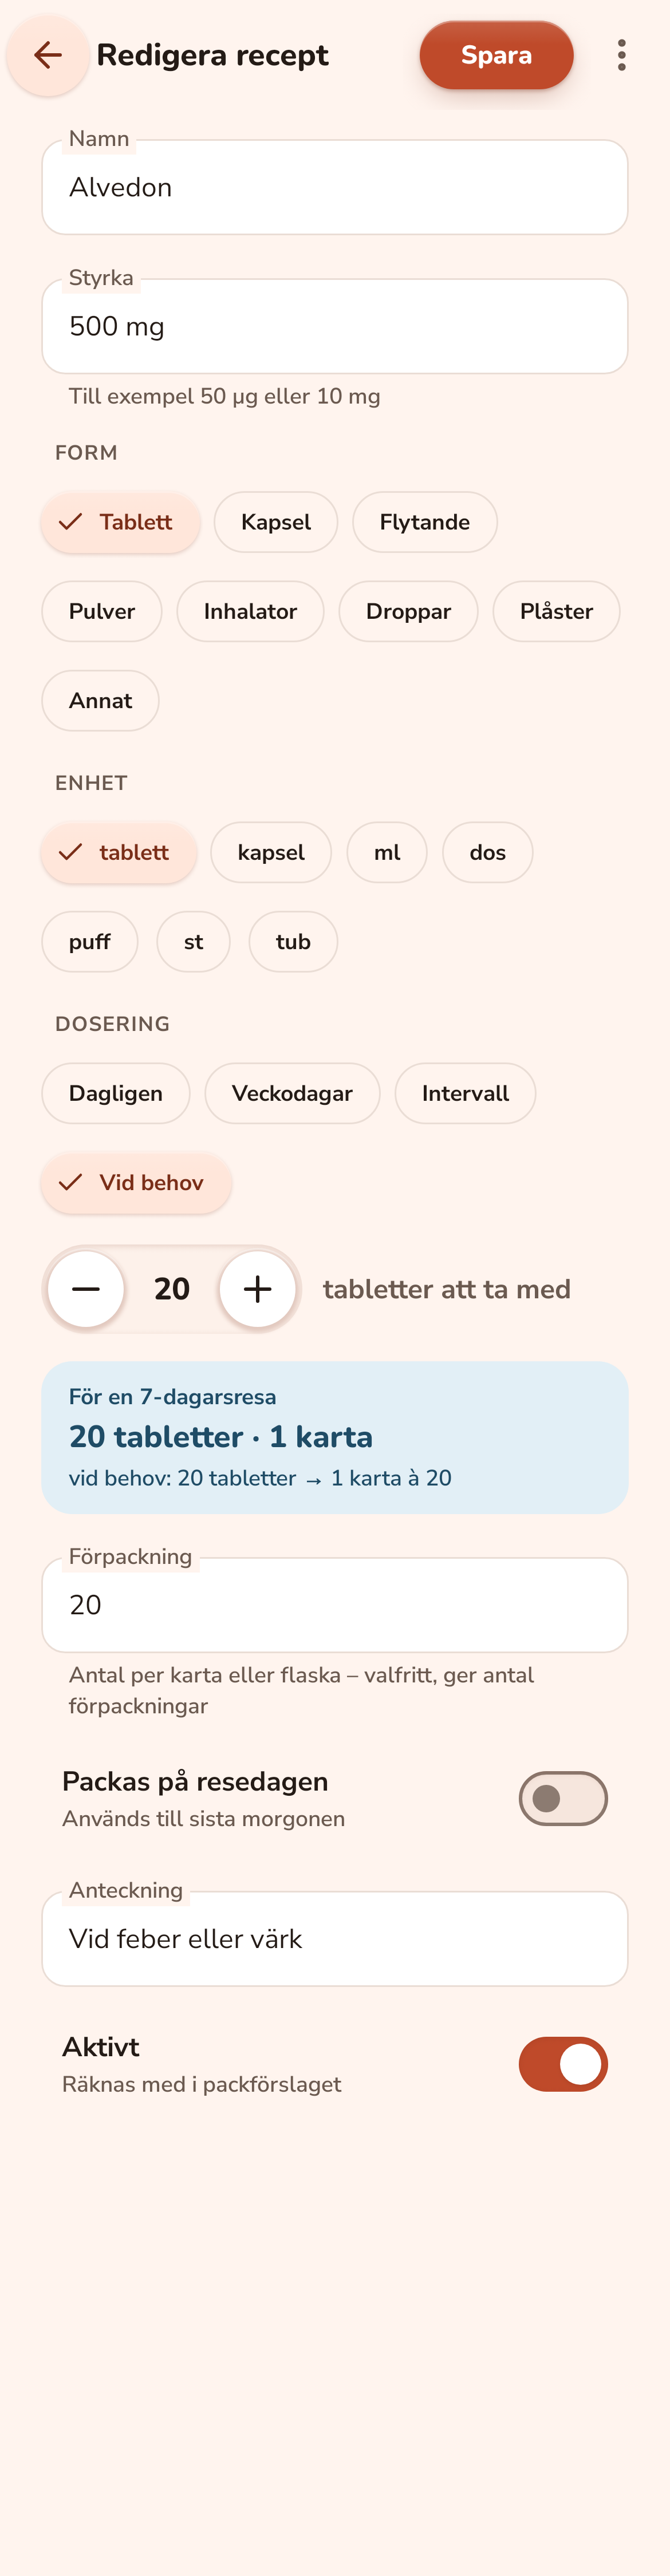 Redigera recept
Spara
Namn
Alvedon
Styrka
500 mg
Till exempel 50 µg eller 10 mg
FORM
Tablett
Kapsel
Flytande
Pulver
Inhalator
Droppar
Plåster
Annat
ENHET
tablett
kapsel
ml
dos
puff
st
tub
DOSERING
Dagligen
Veckodagar
Intervall
Vid behov
20
tabletter att ta med
För en 7-dagarsresa
20 tabletter · 1 karta
vid behov: 20 tabletter → 1 karta à 20
Förpackning
20
Antal per karta eller flaska – valfritt, ger antal
förpackningar
Packas på resedagen
Används till sista morgonen
Anteckning
Vid feber eller värk
Aktivt
Räknas med i packförslaget